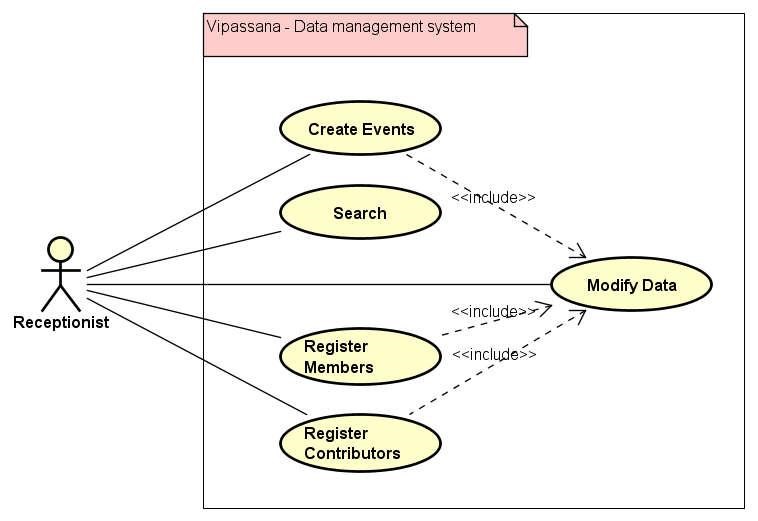 Vipassana - Data management system
Create Events
<<include>>
Search
Modify Data
Receptionist
<<include>>
Register
Members
<<include>>
Register
Contributors